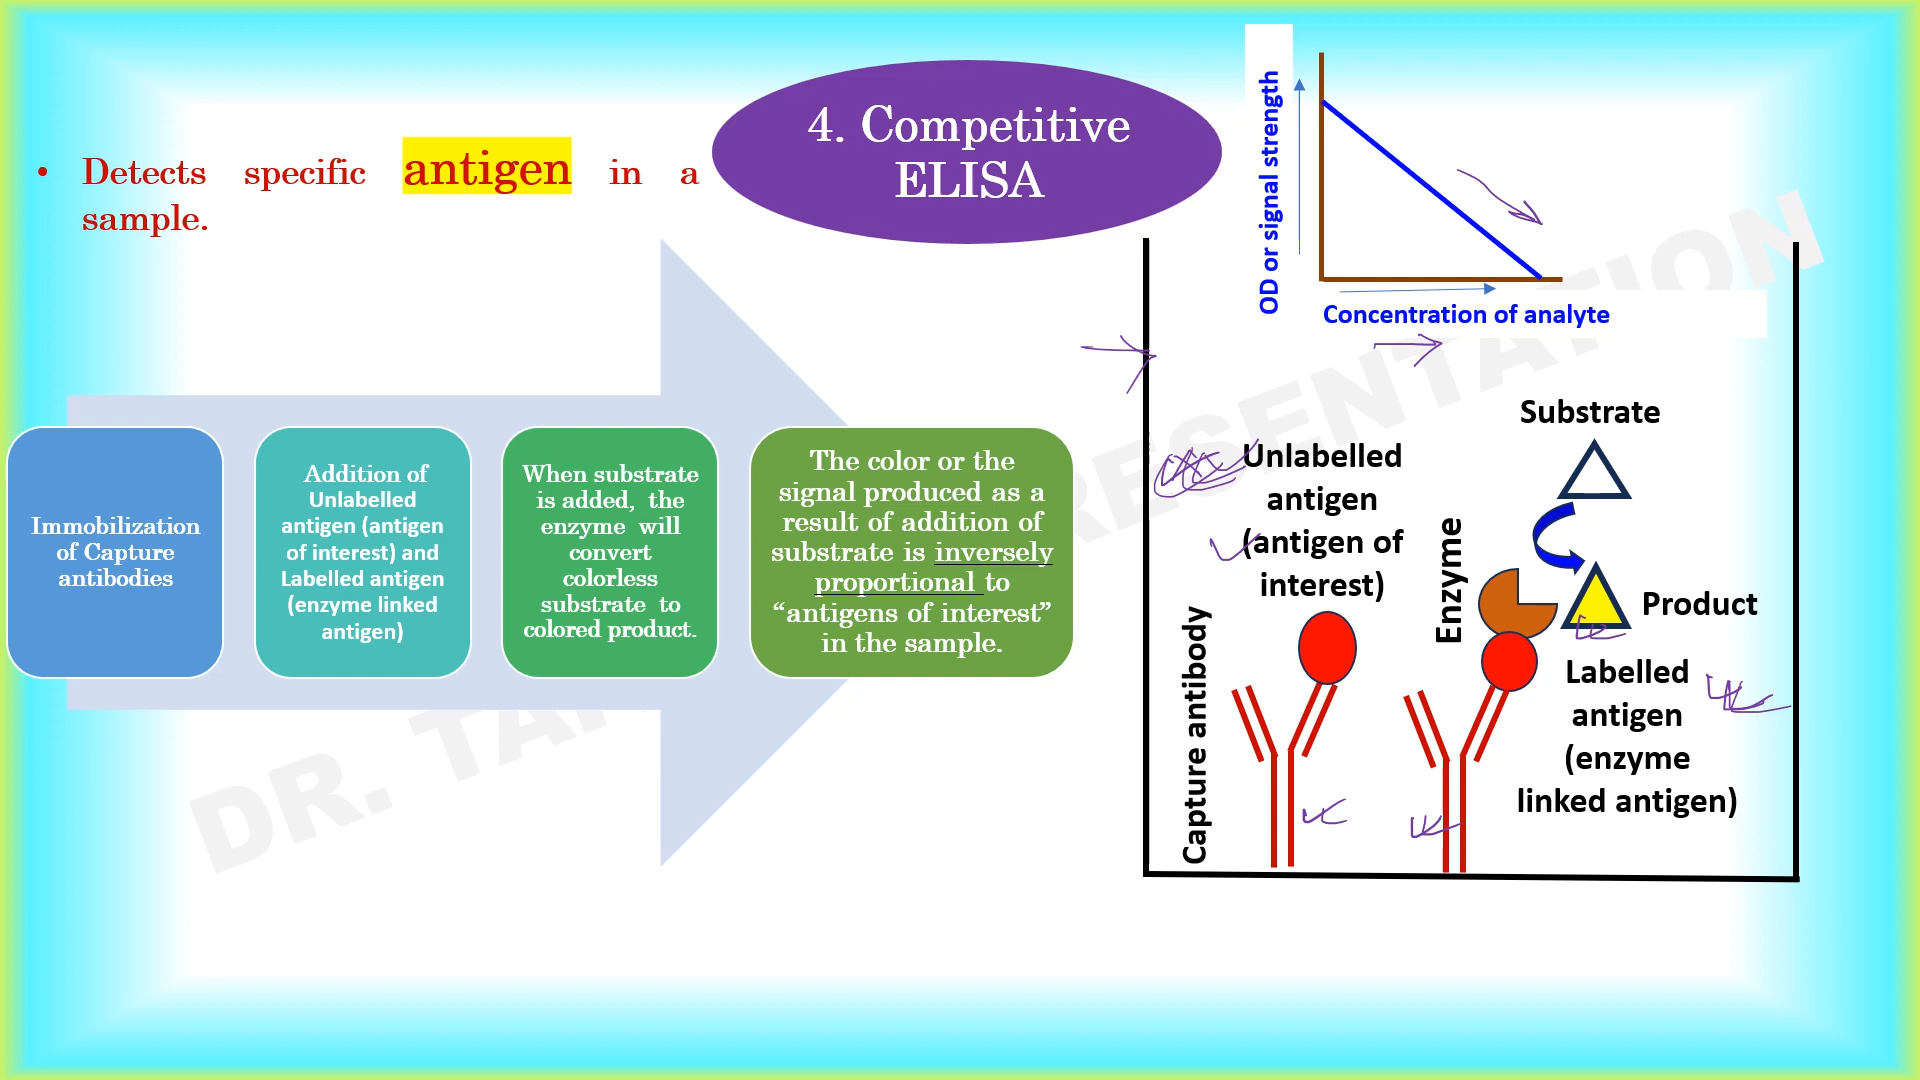 4. Competitive
ELISA
• Detects specific antigen in a
sample.
Immobilization
of Capture
antibodies
Addition of
Unlabelled
antigen (antigen
of interest) and
Labelled antigen
(enzyme linked
antigen)
When substrate
is added, the
enzyme will
convert
colorless
substrate to
colored product.
The color or the
signal produced as a
result of addition of
substrate is inversely
proportional to
“antigens of interest”
in the sample.
OD or signal strength
Concentration of analyte
Substrate
Unlabelled
antigen
(antigen of
interest)
Enzyme
Product
Capture antibody
Labelled
antigen
(enzyme
linked antigen)
DR. TA
RESENTATION